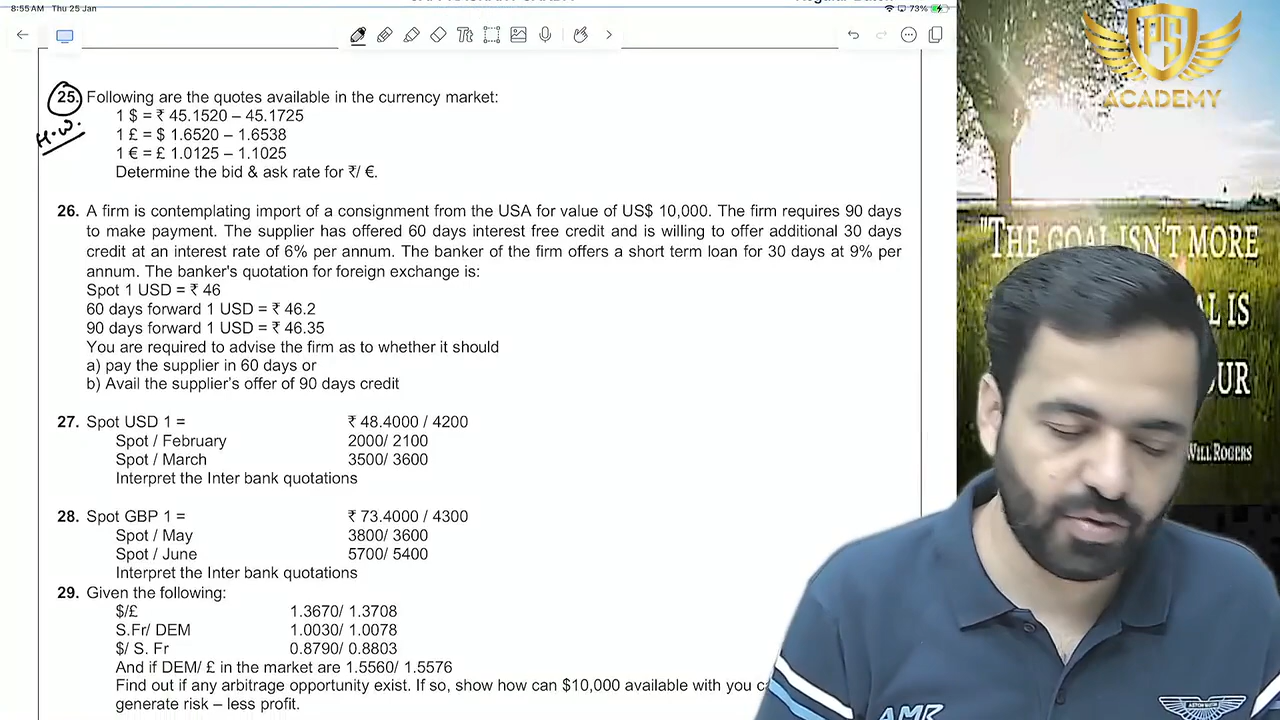 8:55AM Thu 25 Jan
73%
25. Following are the quotes available in the currency market:
H.W.
1 $ = ₹ 45.1520 – 45.1725
1 £ = $ 1.6520 – 1.6538
1 € = £ 1.0125 – 1.1025
Determine the bid & ask rate for ₹/ €.
26. A firm is contemplating import of a consignment from the USA for value of US$ 10,000. The firm requires 90 days
to make payment. The supplier has offered 60 days interest free credit and is willing to offer additional 30 days
credit at an interest rate of 6% per annum. The banker of the firm offers a short term loan for 30 days at 9% per
annum. The banker's quotation for foreign exchange is:
Spot 1 USD = ₹ 46
60 days forward 1 USD = ₹ 46.2
90 days forward 1 USD = ₹ 46.35
You are required to advise the firm as to whether it should
a) pay the supplier in 60 days or
b) Avail the supplier's offer of 90 days credit
27. Spot USD 1 = ₹ 48.4000 / 4200
Spot / February 2000/ 2100
Spot / March 3500/ 3600
Interpret the Inter bank quotations
28. Spot GBP 1 = ₹ 73.4000 / 4300
Spot / May 3800/ 3600
Spot / June 5700/ 5400
Interpret the Inter bank quotations
29. Given the following:
$/£ 1.3670/ 1.3708
S.Fr/ DEM 1.0030/ 1.0078
$/ S. Fr 0.8790/ 0.8803
And if DEM/ £ in the market are 1.5560/ 1.5576
Find out if any arbitrage opportunity exist. If so, show how can $10,000 available with you
generate risk – less profit.
PS
ACADEMY
"THE GOAL ISN'T MORE
IS
WILL ROGERS
AMR
ASTON MARTIN